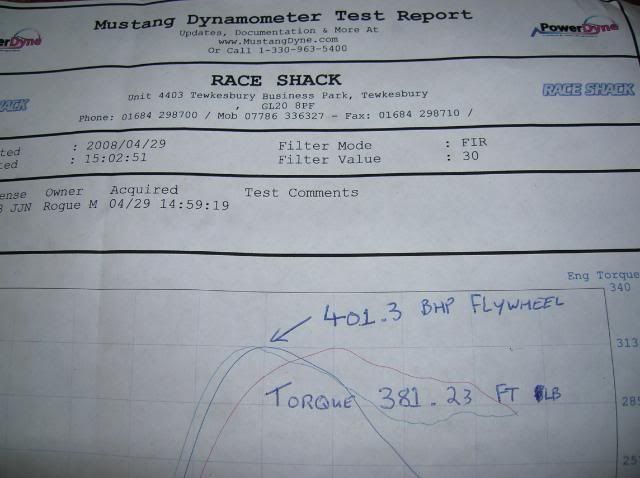 Mustang Dynamometer Test Report
Updates, Documentation & More At
www.MustangDyne.com
Or Call 1-330-963-5400
PowerDyne
RACE SHACK
Unit 4403 Tewkesbury Business Park, Tewkesbury
, GL20 8PF
Phone: 01684 298700 / Mob 07786 336327 - Fax: 01684 298710 /
RACE SHACK
: 2008/04/29 Filter Mode : FIR
: 15:02:51 Filter Value : 30
Owner Acquired Test Comments
JJN Rogue M 04/29 14:59:19
Eng Torque
340
401.3 BHP FLYWHEEL
313
TORQUE 381.23 FT LB
285
257